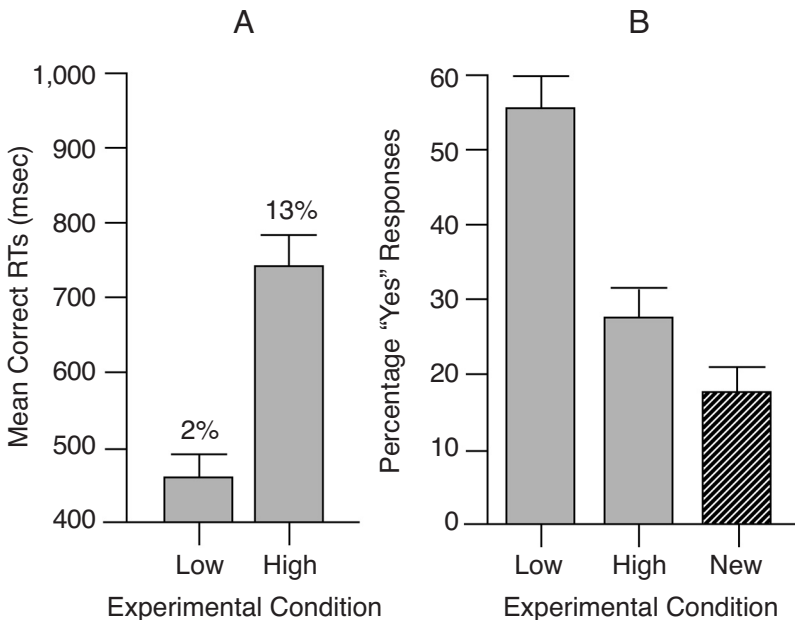 A
Mean Correct RTs (msec)
1,000
900
800
700
600
500
400
2%
13%
Low High
Experimental Condition
B
Percentage “Yes” Responses
60
50
40
30
20
10
0
Low High New
Experimental Condition